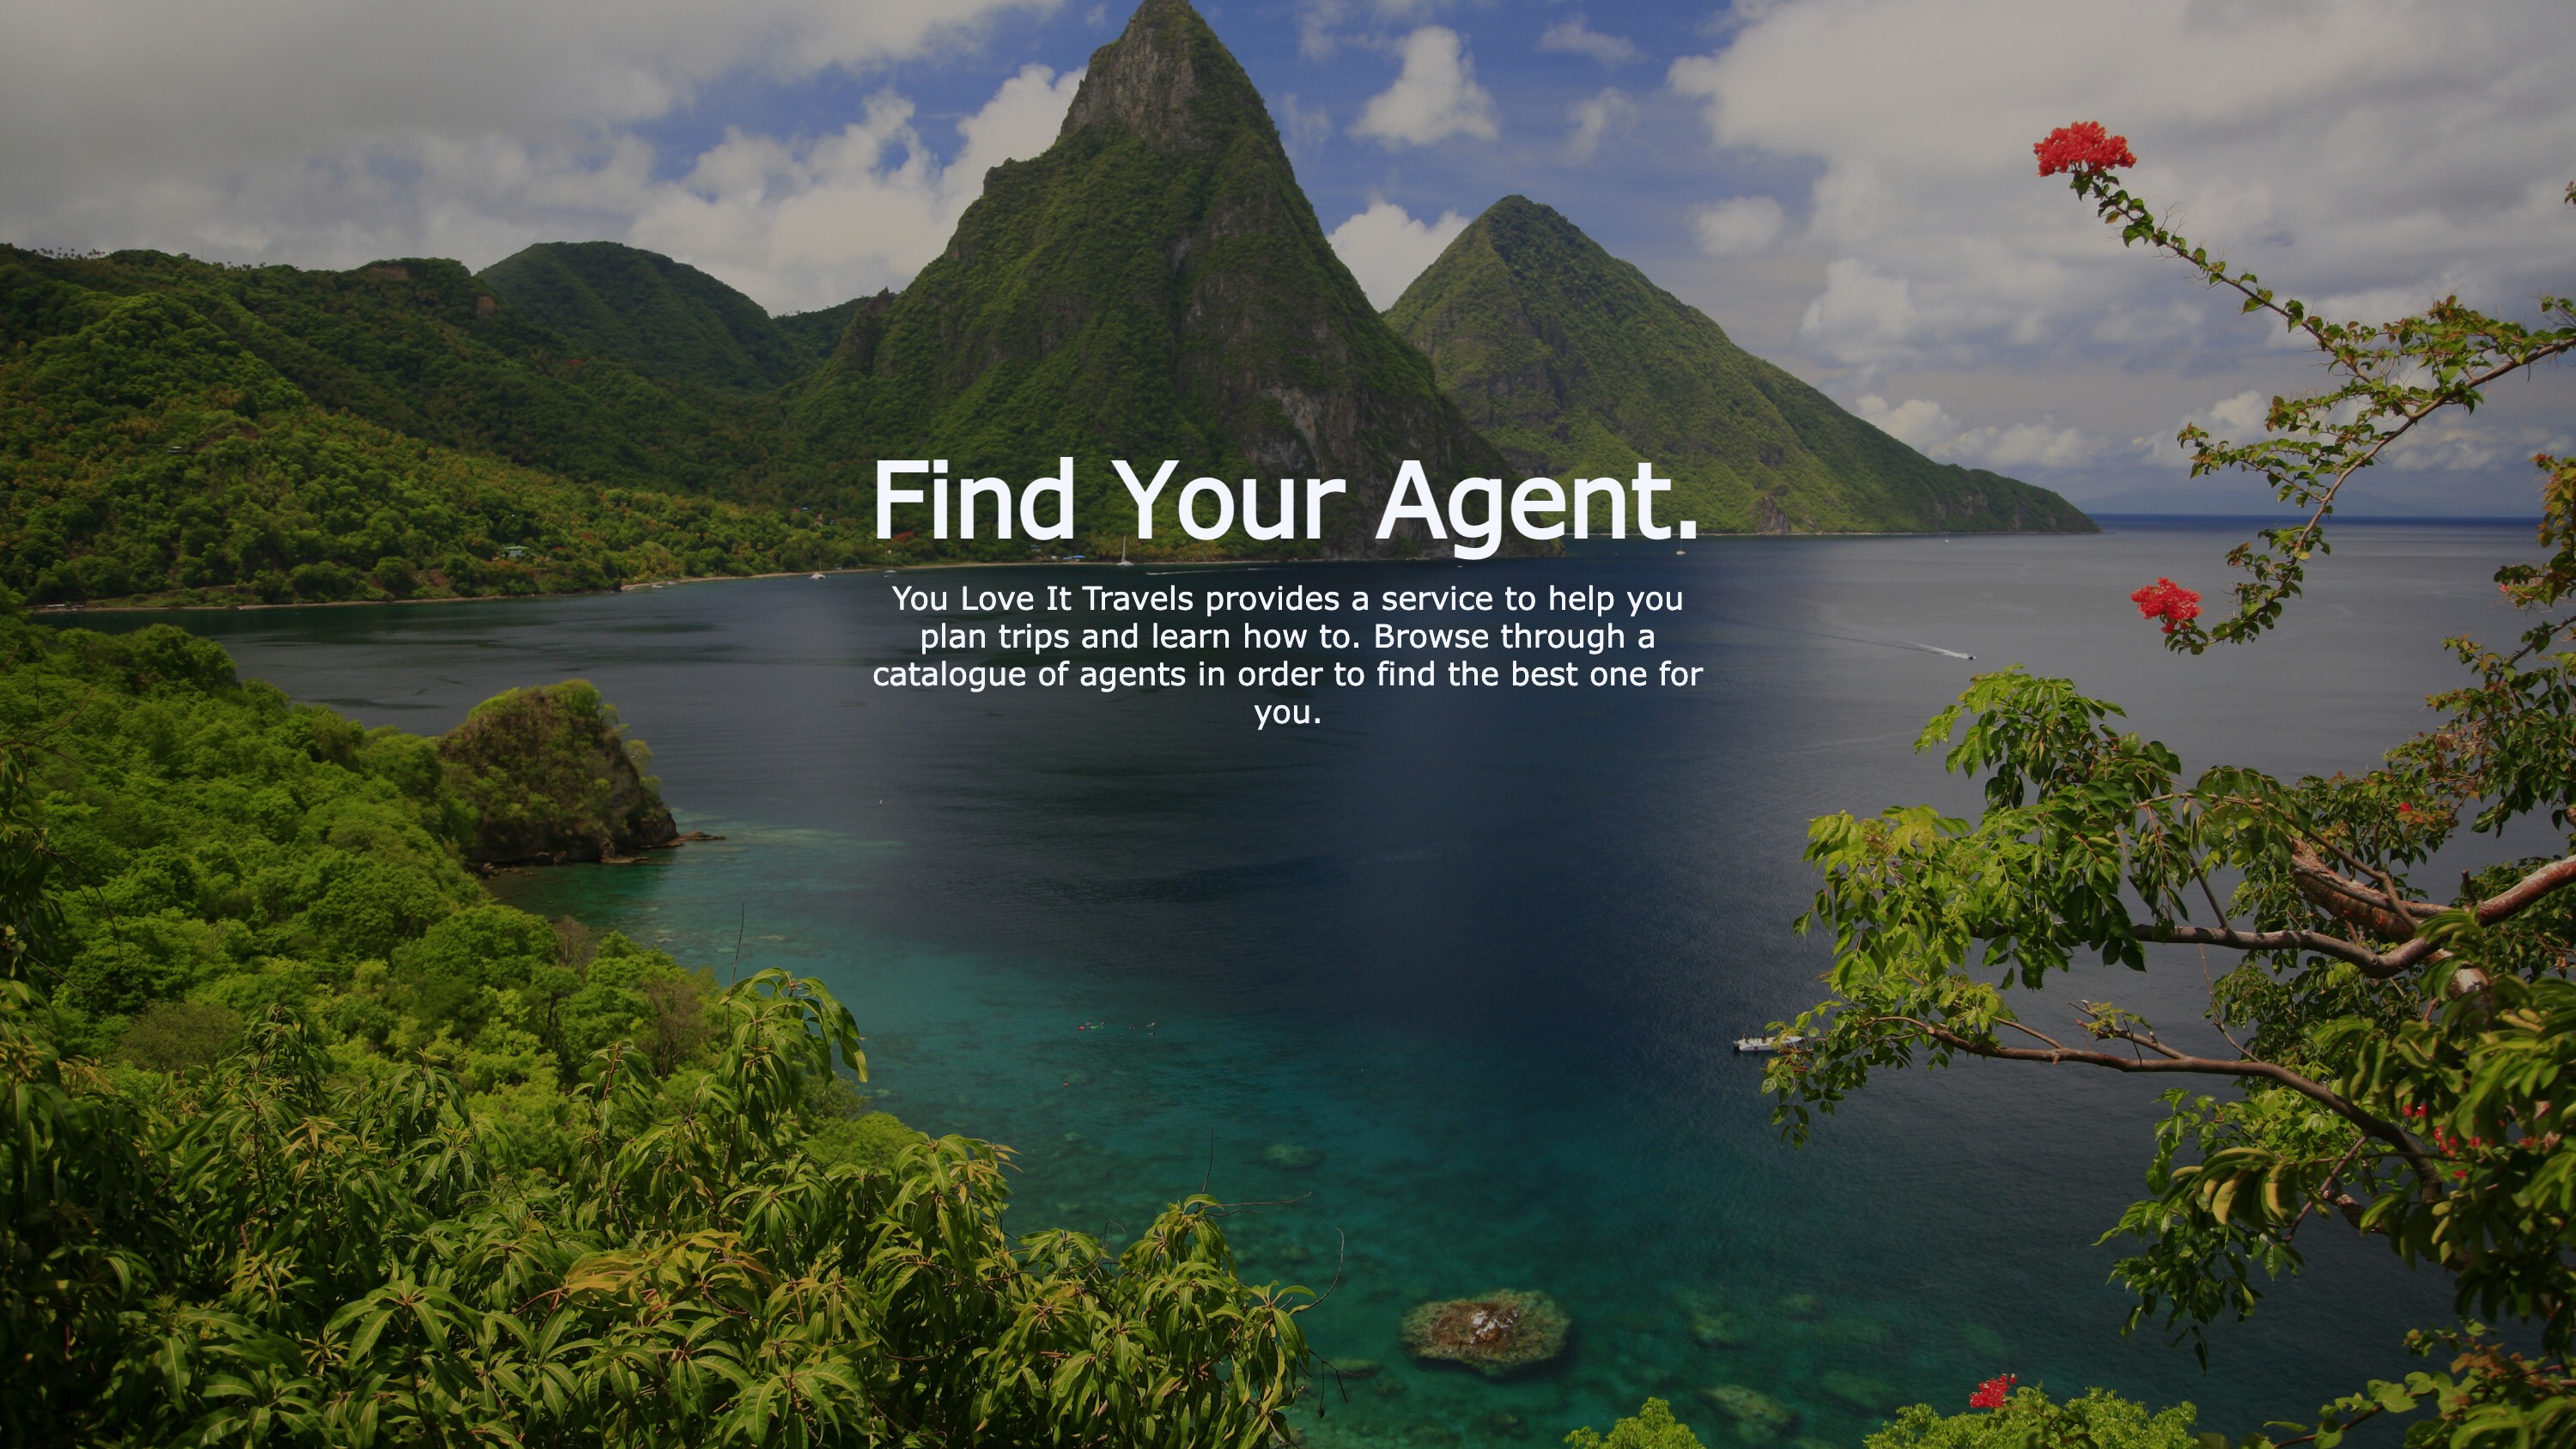 Find Your Agent.
You Love It Travels provides a service to help you
plan trips and learn how to. Browse through a
catalogue of agents in order to find the best one for
you.